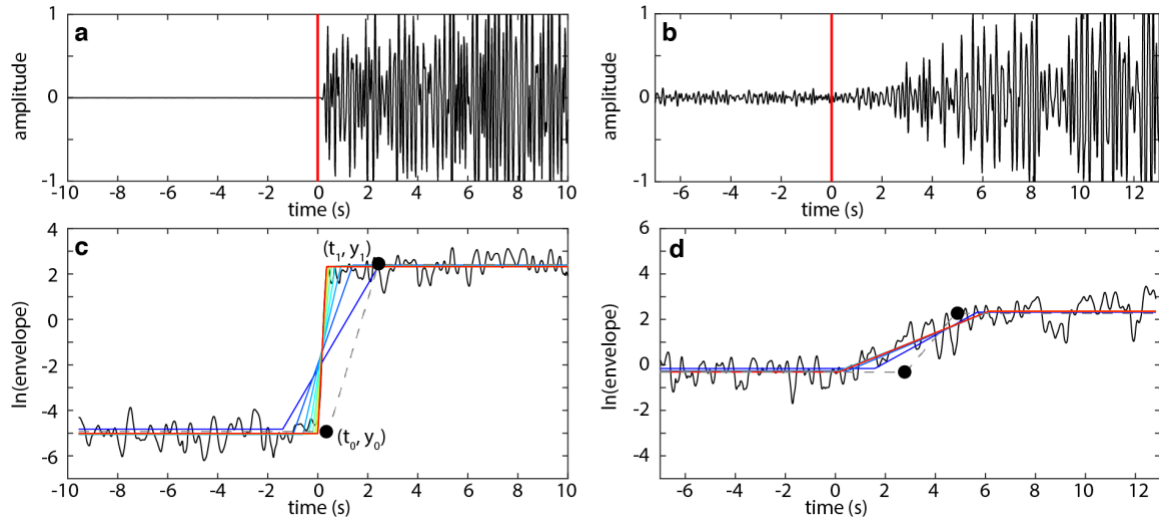 a
1
0
-1
amplitude
-10 -8 -6 -4 -2 0 2 4 6 8 10
time (s)
b
1
0
-1
amplitude
-6 -4 -2 0 2 4 6 8 10 12
time (s)
c
4
2
0
-2
-4
-6
ln(envelope)
(t₁, y₁)
(t₀, y₀)
-10 -8 -6 -4 -2 0 2 4 6 8 10
time (s)
d
6
4
2
0
-2
-4
ln(envelope)
-6 -4 -2 0 2 4 6 8 10 12
time (s)